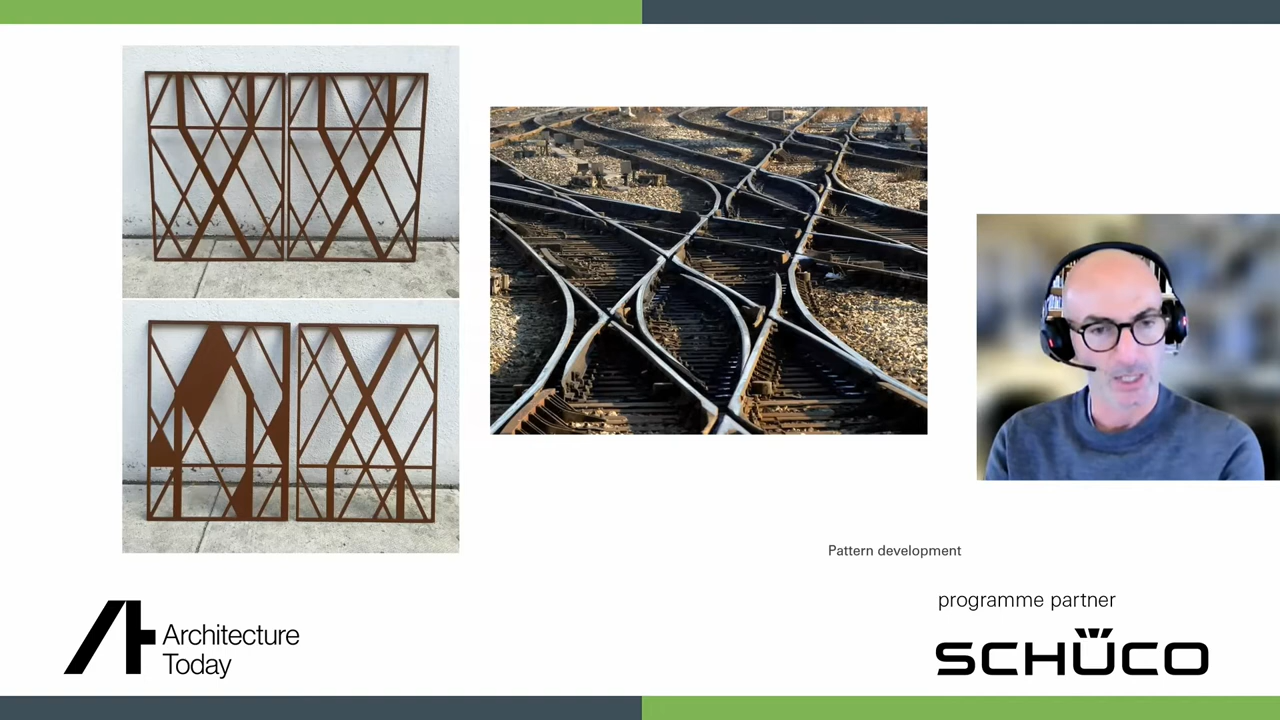 Pattern development
programme partner
Architecture
Today
SCHÜCO